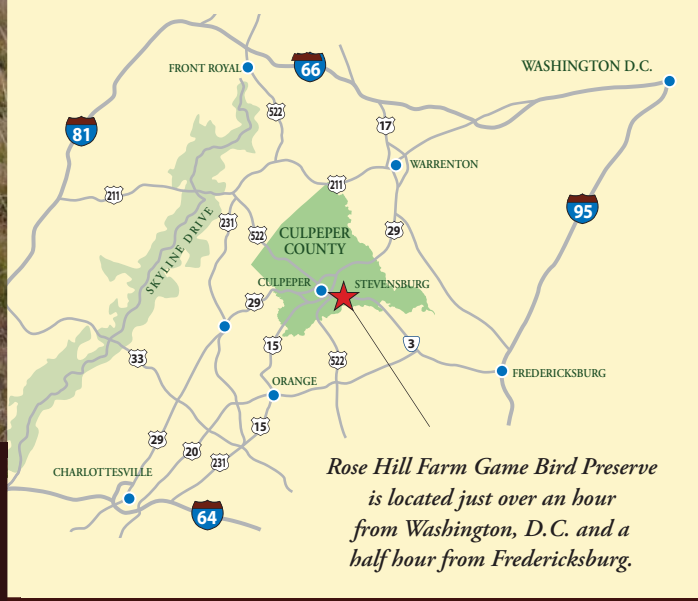 FRONT ROYAL
66
WASHINGTON D.C.
81
522
17
WARRENTON
211
211
95
231
522
CULPEPER
COUNTY
29
SKYLINE DRIVE
CULPEPER
STEVENSBURG
29
15
3
33
522
FREDERICKSBURG
ORANGE
15
29
20
231
CHARLOTTESVILLE
64
Rose Hill Farm Game Bird Preserve
is located just over an hour
from Washington, D.C. and a
half hour from Fredericksburg.